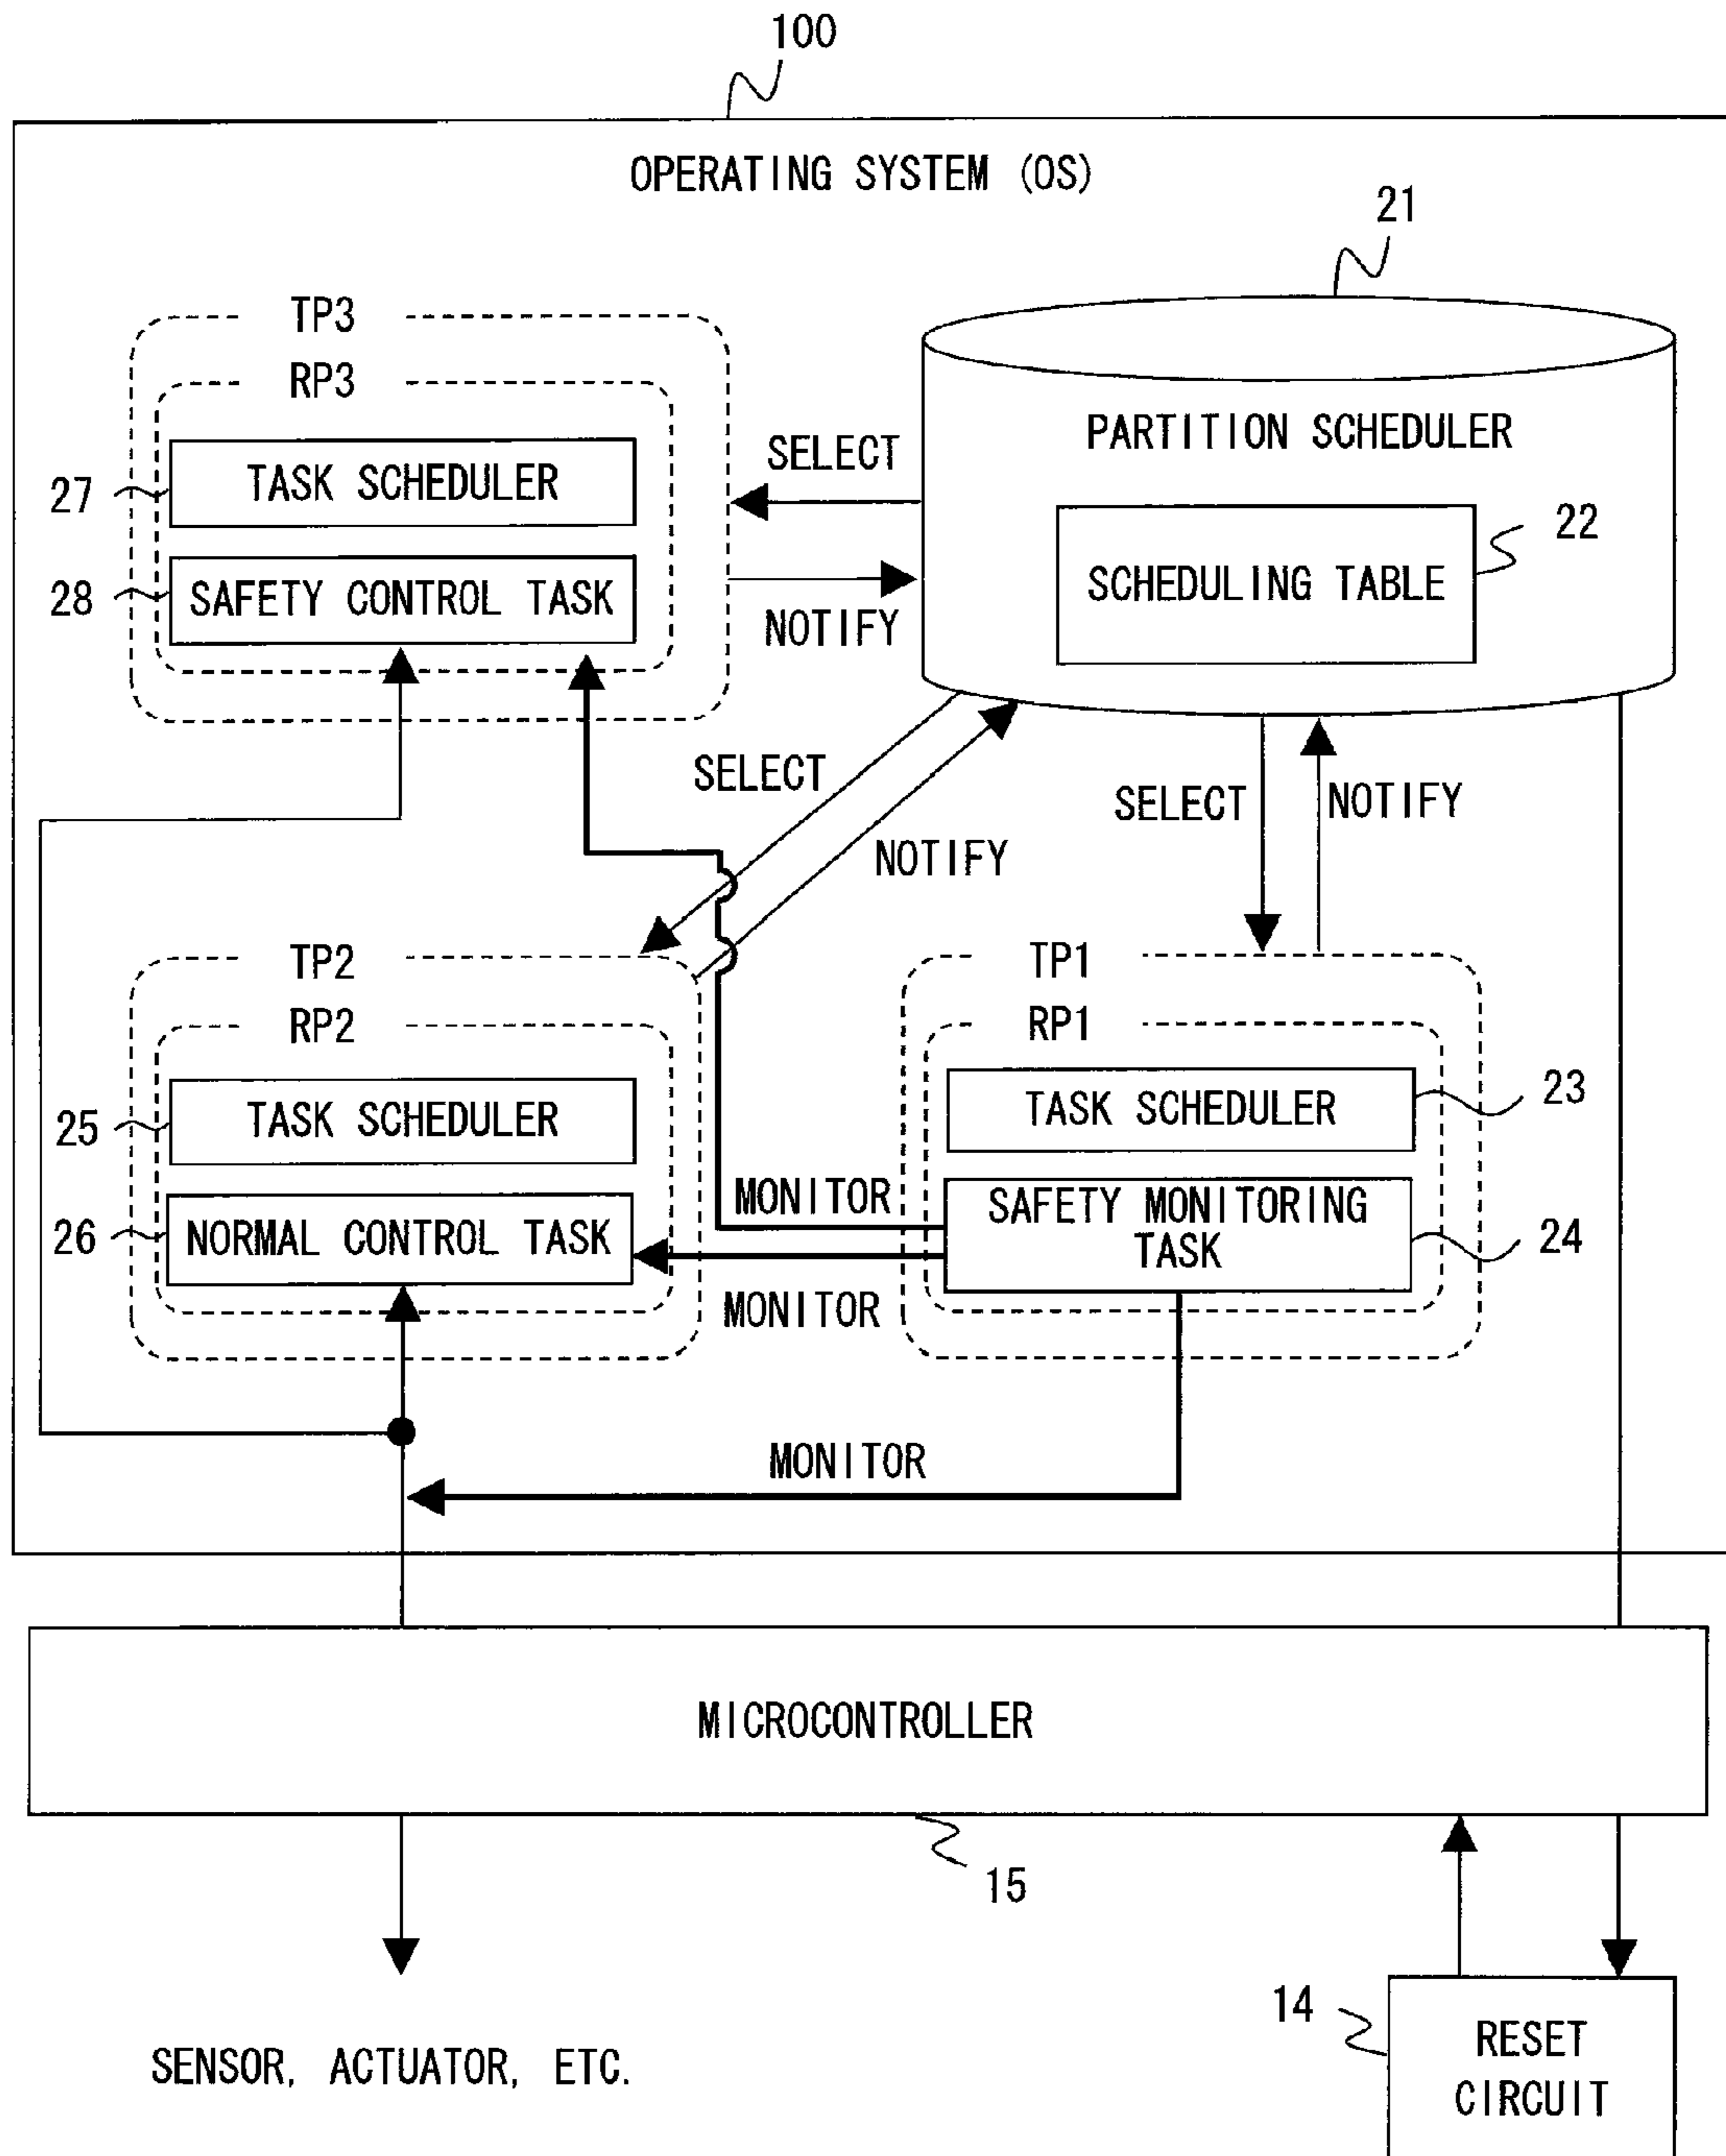 100
OPERATING SYSTEM (OS)
21
TP3
RP3
PARTITION SCHEDULER
SELECT
27
TASK SCHEDULER
22
28
SAFETY CONTROL TASK
SCHEDULING TABLE
NOTIFY
SELECT
SELECT
NOTIFY
NOTIFY
TP2
TP1
RP2
RP1
25
TASK SCHEDULER
TASK SCHEDULER
23
MONITOR
SAFETY MONITORING
TASK
26
NORMAL CONTROL TASK
24
MONITOR
MONITOR
MICROCONTROLLER
15
14
RESET
CIRCUIT
SENSOR, ACTUATOR, ETC.